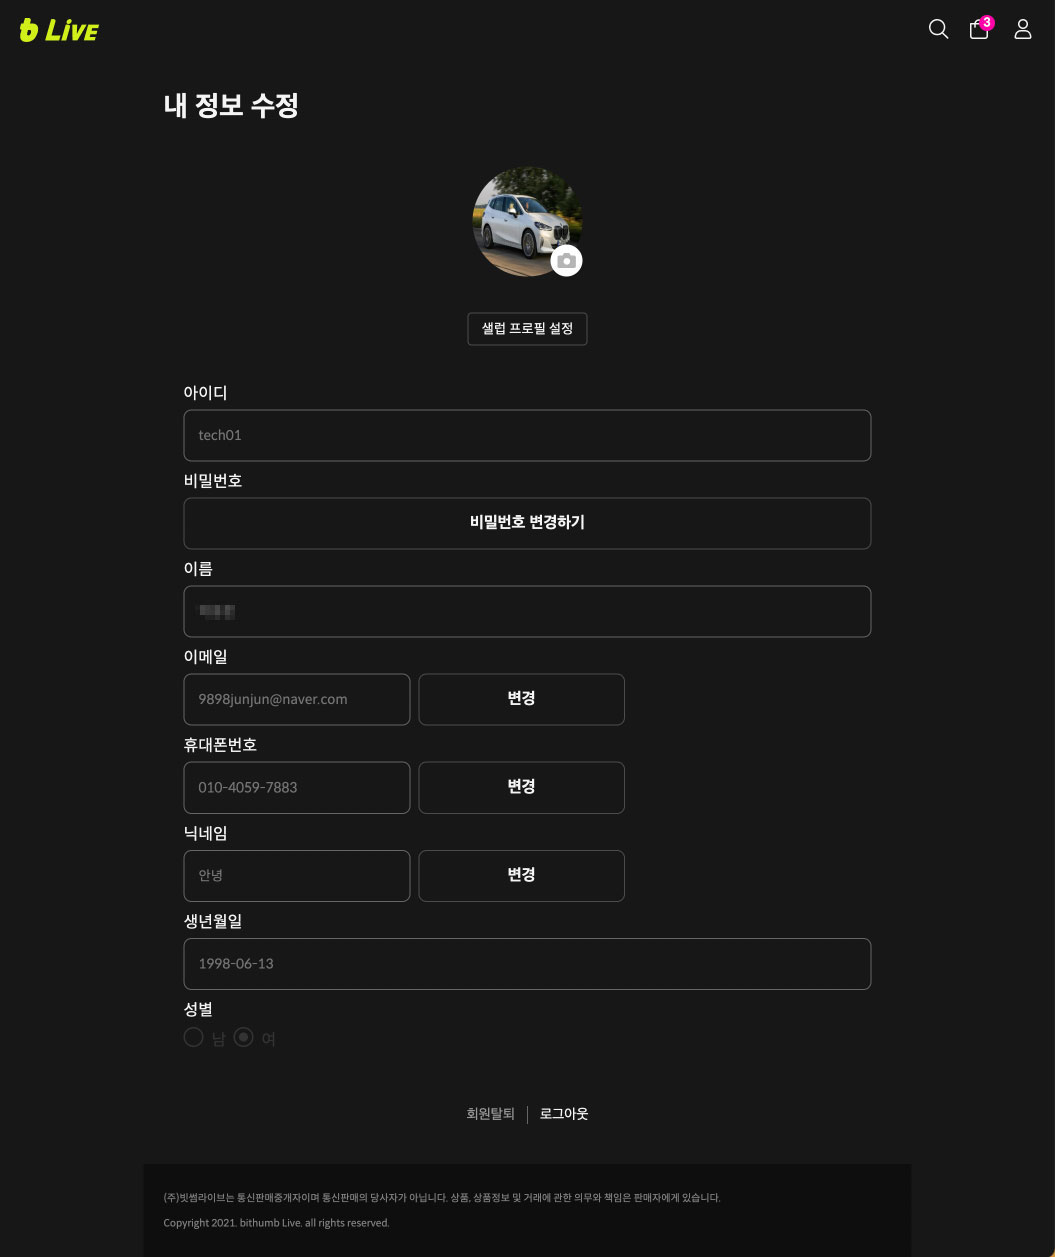 b Live
3
내 정보 수정
샐럽 프로필 설정
아이디
tech01
비밀번호
비밀번호 변경하기
이름
이메일
9898junjun@naver.com
변경
휴대폰번호
010-4059-7883
변경
닉네임
안녕
변경
생년월일
1998-06-13
성별
남 여
회원탈퇴 로그아웃
(주)빗썸라이브는 통신판매중개자이며 통신판매의 당사자가 아닙니다. 상품, 상품정보 및 거래에 관한 의무와 책임은 판매자에게 있습니다.
Copyright 2021. bithumb Live. all rights reserved.